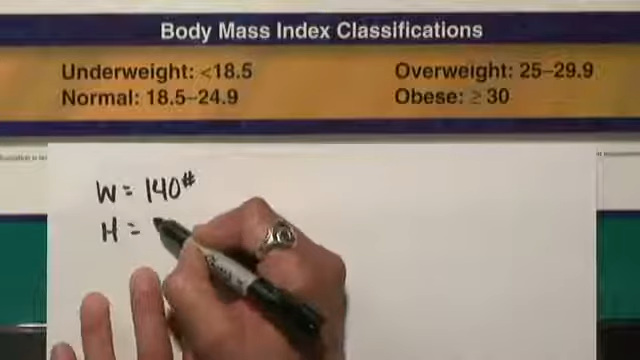 Body Mass Index Classifications
Underweight: <18.5
Normal: 18.5–24.9
Overweight: 25–29.9
Obese: ≥ 30
W = 140#
H =